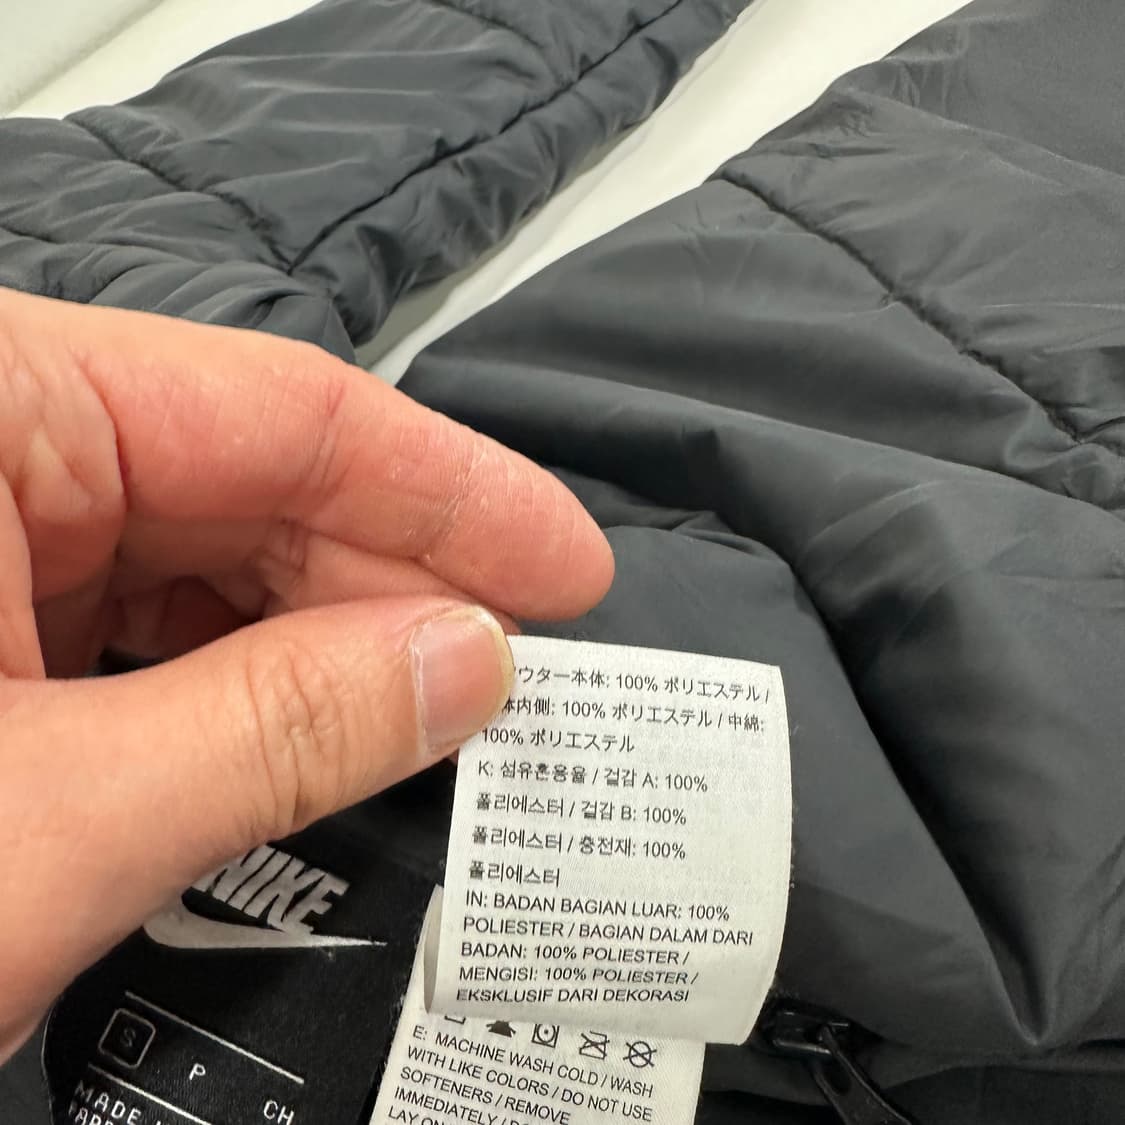 ウター本体: 100% ポリエステル /
体内側: 100% ポリエステル / 中綿:
100% ポリエステル
K: 섬유혼용율 / 겉감 A: 100%
폴리에스터 / 겉감 B: 100%
폴리에스터 / 충전재: 100%
폴리에스터
IN: BADAN BAGIAN LUAR: 100%
POLIESTER / BAGIAN DALAM DARI
BADAN: 100% POLIESTER /
MENGISI: 100% POLIESTER /
EKSKLUSIF DARI DEKORASI
E: MACHINE WASH COLD / WASH
WITH LIKE COLORS / DO NOT USE
SOFTENERS / REMOVE
IMMEDIATELY /
LAY
NIKE
S
P
CH
MADE